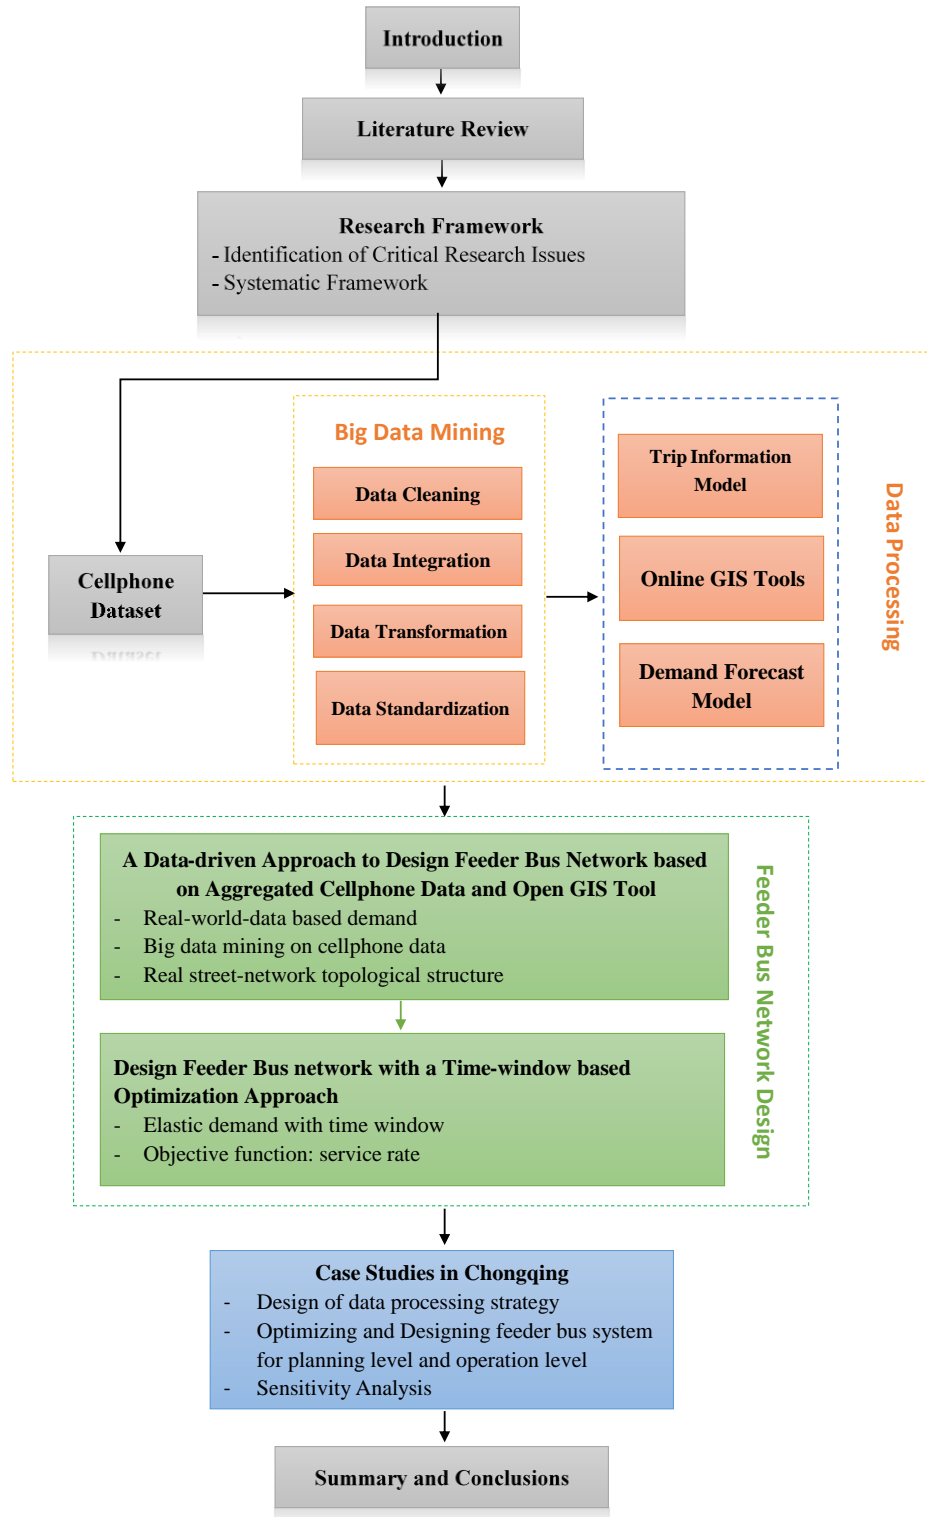 Introduction
Literature Review
Research Framework
- Identification of Critical Research Issues
- Systematic Framework
Big Data Mining
Data Cleaning
Data Integration
Data Transformation
Data Standardization
Cellphone
Dataset
Trip Information
Model
Online GIS Tools
Demand Forecast
Model
Data Processing
A Data-driven Approach to Design Feeder Bus Network based
on Aggregated Cellphone Data and Open GIS Tool
- Real-world-data based demand
- Big data mining on cellphone data
- Real street-network topological structure
Design Feeder Bus network with a Time-window based
Optimization Approach
- Elastic demand with time window
- Objective function: service rate
Feeder Bus Network Design
Case Studies in Chongqing
- Design of data processing strategy
- Optimizing and Designing feeder bus system
for planning level and operation level
- Sensitivity Analysis
Summary and Conclusions